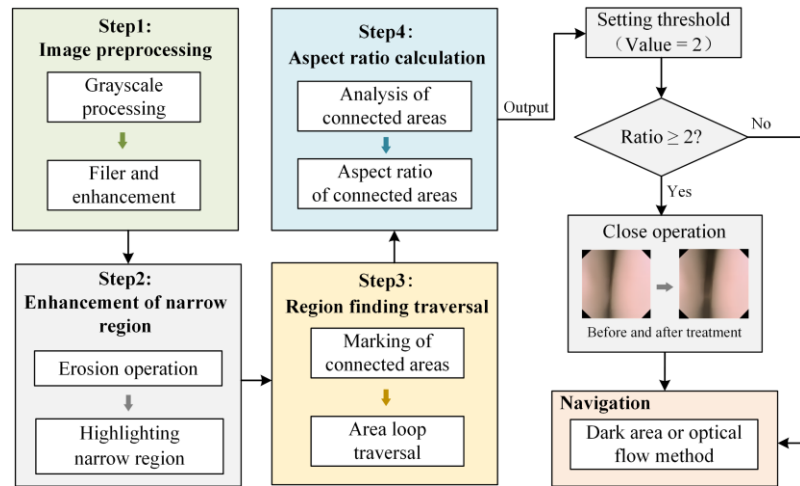 Step1:
Image preprocessing
Grayscale
processing
Filer and
enhancement
Step2:
Enhancement of narrow
region
Erosion operation
Highlighting
narrow region
Step3:
Region finding traversal
Marking of
connected areas
Area loop
traversal
Step4:
Aspect ratio calculation
Analysis of
connected areas
Aspect ratio
of connected areas
Output
Setting threshold
(Value = 2)
Ratio ≥ 2?
No
Yes
Close operation
Before and after treatment
Navigation
Dark area or optical
flow method